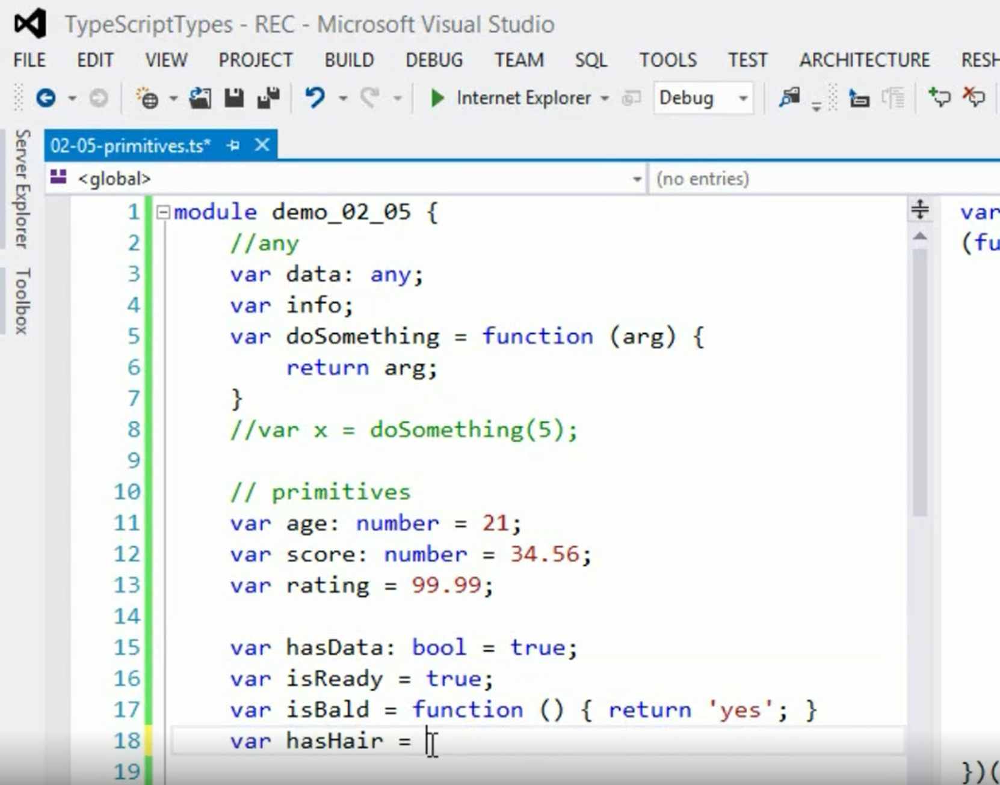 TypeScriptTypes - REC - Microsoft Visual Studio
FILE EDIT VIEW PROJECT BUILD DEBUG TEAM SQL TOOLS TEST ARCHITECTURE RESH
Internet Explorer Debug
Server Explorer
Toolbox
02-05-primitives.ts*
<global> (no entries)
1 module demo_02_05 {
2 //any
3 var data: any;
4 var info;
5 var doSomething = function (arg) {
6 return arg;
7 }
8 //var x = doSomething(5);
9
10 // primitives
11 var age: number = 21;
12 var score: number = 34.56;
13 var rating = 99.99;
14
15 var hasData: bool = true;
16 var isReady = true;
17 var isBald = function () { return 'yes'; }
18 var hasHair =
19
var
(fu
})(